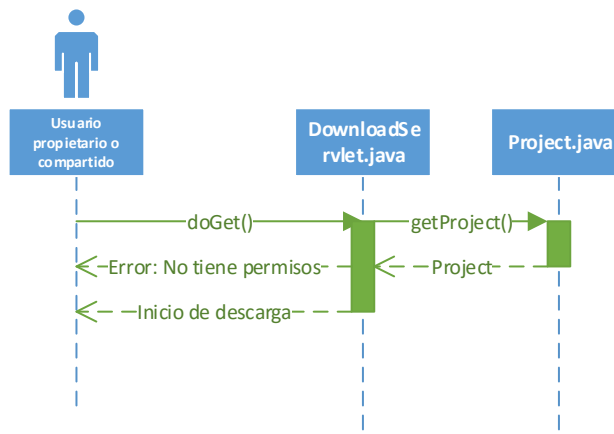 Usuario
propietario o
compartido
DownloadSe
rvlet.java
Project.java
doGet()
getProject()
Error: No tiene permisos
Project
Inicio de descarga